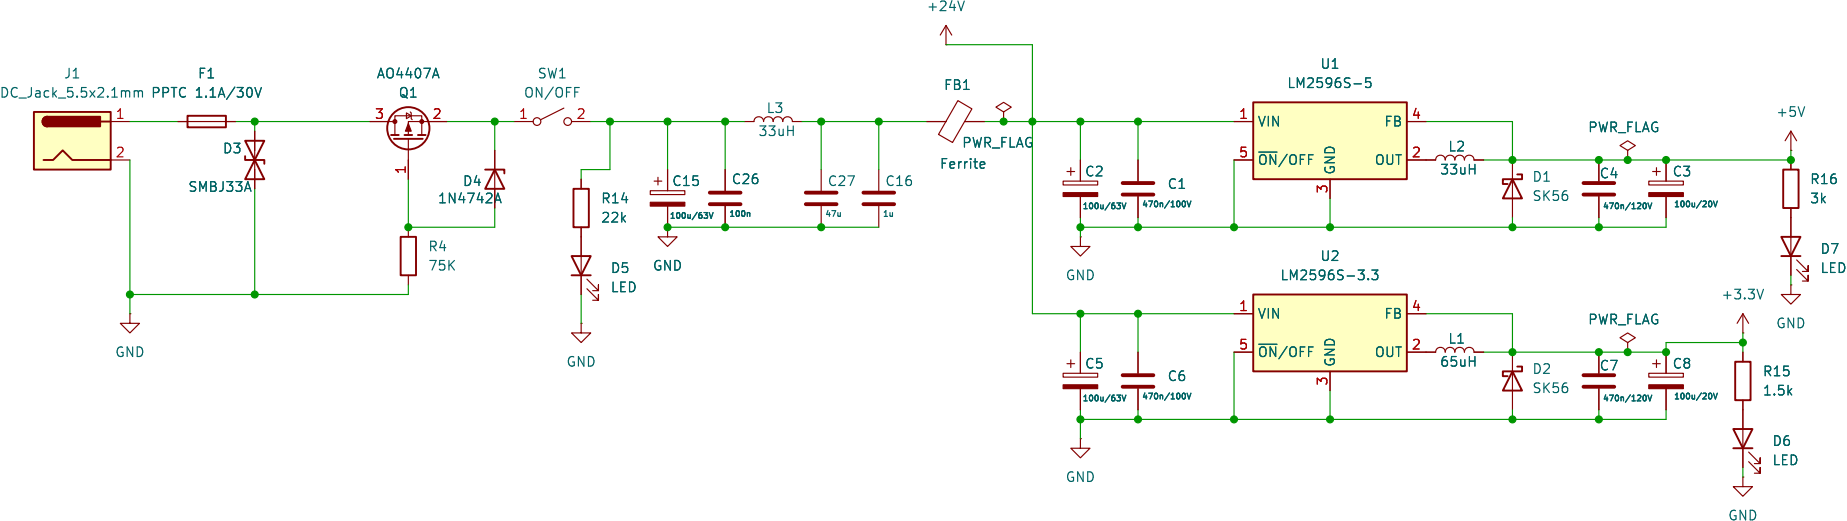 +24V
J1
DC_Jack_5.5x2.1mm
1
2
GND
F1
PPTC 1.1A/30V
D3
SMBJ33A
AO4407A
Q1
3
2
1
R4
75K
D4
1N4742A
SW1
ON/OFF
1
2
R14
22k
D5
LED
GND
+
C15
100u/63V
GND
C26
100n
L3
33uH
C27
47u
C16
1u
FB1
Ferrite
PWR_FLAG
+
C2
100u/63V
GND
C1
470n/100V
U1
LM2596S-5
1
VIN
5
ON/OFF
GND
3
FB
4
OUT
2
L2
33uH
D1
SK56
PWR_FLAG
C4
470n/120V
+
C3
100u/20V
+5V
R16
3k
D7
LED
GND
+
C5
100u/63V
GND
C6
470n/100V
U2
LM2596S-3.3
1
VIN
5
ON/OFF
GND
3
FB
4
OUT
2
L1
65uH
D2
SK56
PWR_FLAG
C7
470n/120V
+
C8
100u/20V
+3.3V
R15
1.5k
D6
LED
GND